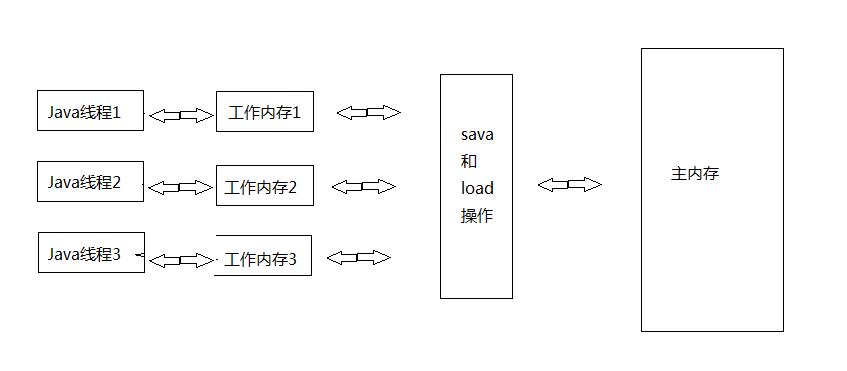 Java线程1
工作内存1
Java线程2
工作内存2
Java线程3
工作内存3
sava
和
load
操作
主内存